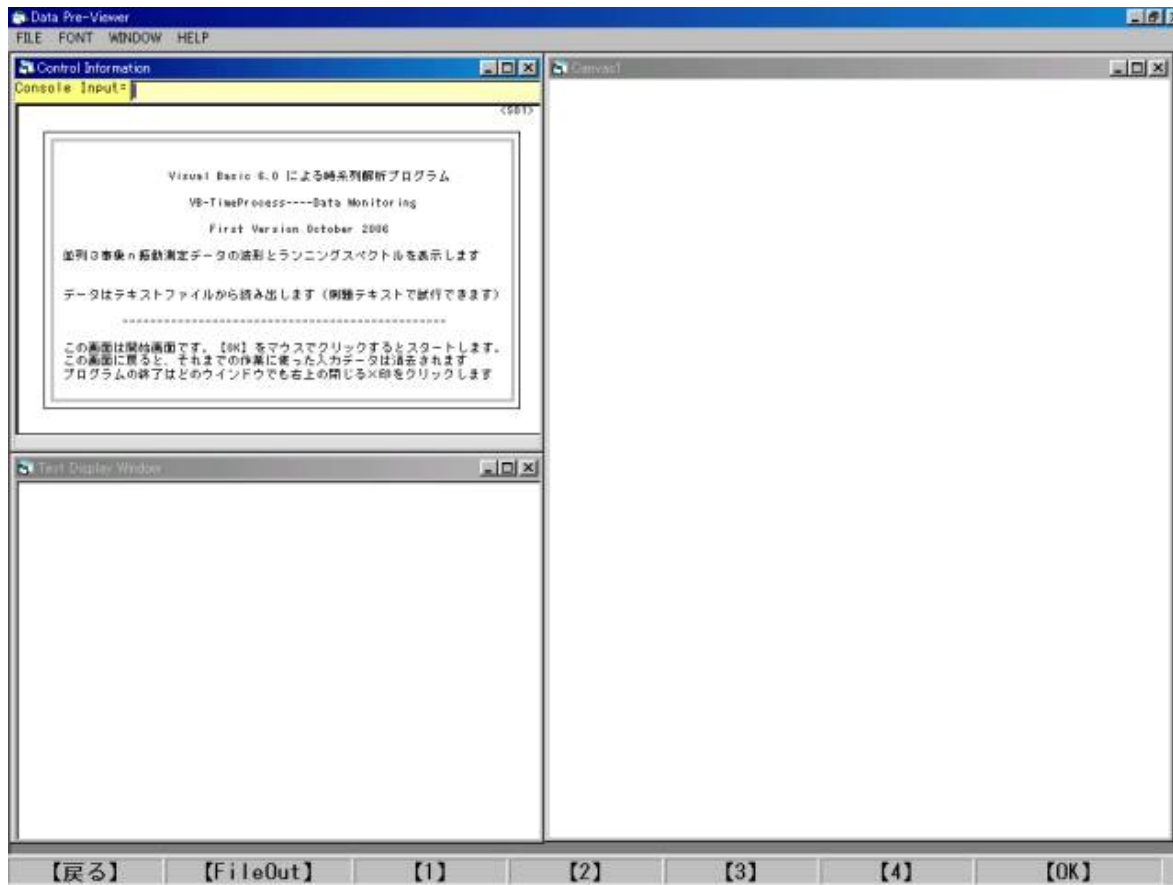 Data Pre-Viewer
FILE FONT WINDOW HELP
Control Information
Console Input=
<S01>
Visual Basic 6.0 による時系列解析プログラム
VB-TimeProcess----Data Monitoring
First Version October 2006
並列3事象n振動測定データの波形とランニングスペクトルを表示します
データはテキストファイルから読み出します（例題テキストで試行できます）
-----------------------------------------------
この画面は開始画面です。【OK】をマウスでクリックするとスタートします。
この画面に戻ると、それまでの作業に使った入力データは消去されます
プログラムの終了はどのウインドウでも右上の閉じる×印をクリックします
Text Display Window
Canvas1
【戻る】 【FileOut】 【1】 【2】 【3】 【4】 【OK】